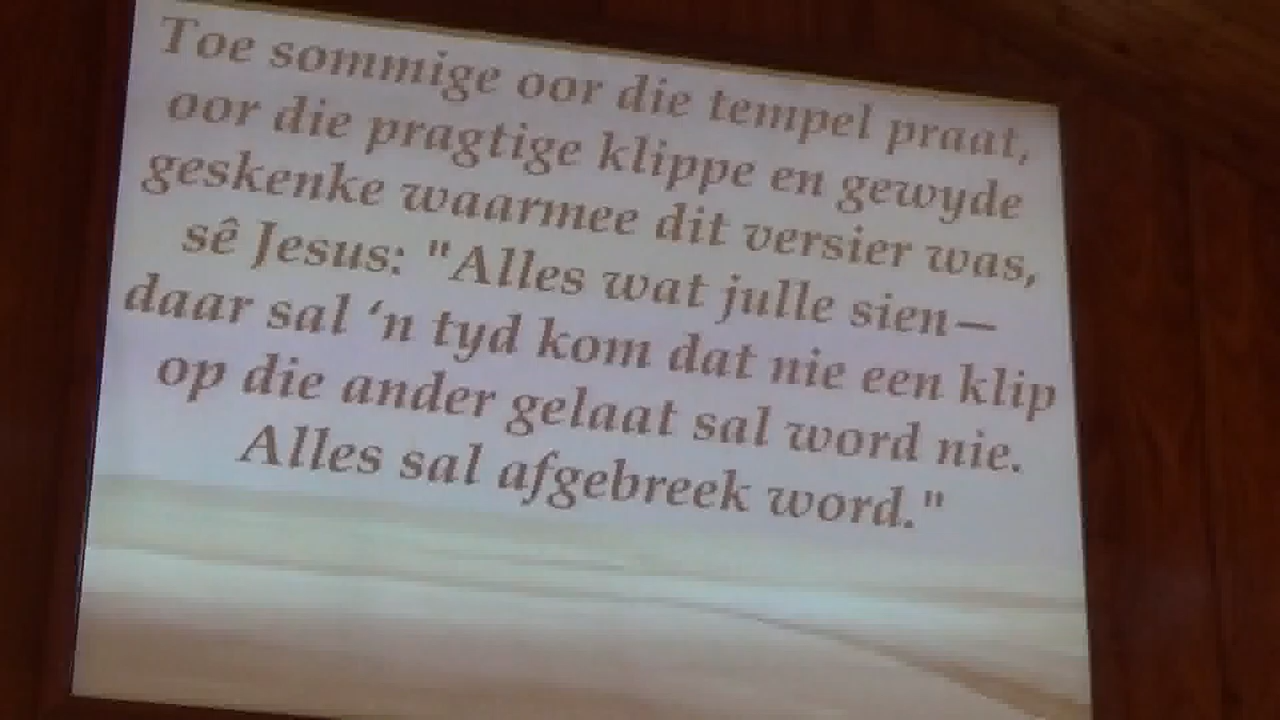 Toe sommige oor die tempel praat,
oor die pragtige klippe en gewyde
geskenke waarmee dit versier was,
sê Jesus: "Alles wat julle sien—
daar sal ‘n tyd kom dat nie een klip
op die ander gelaat sal word nie.
Alles sal afgebreek word."